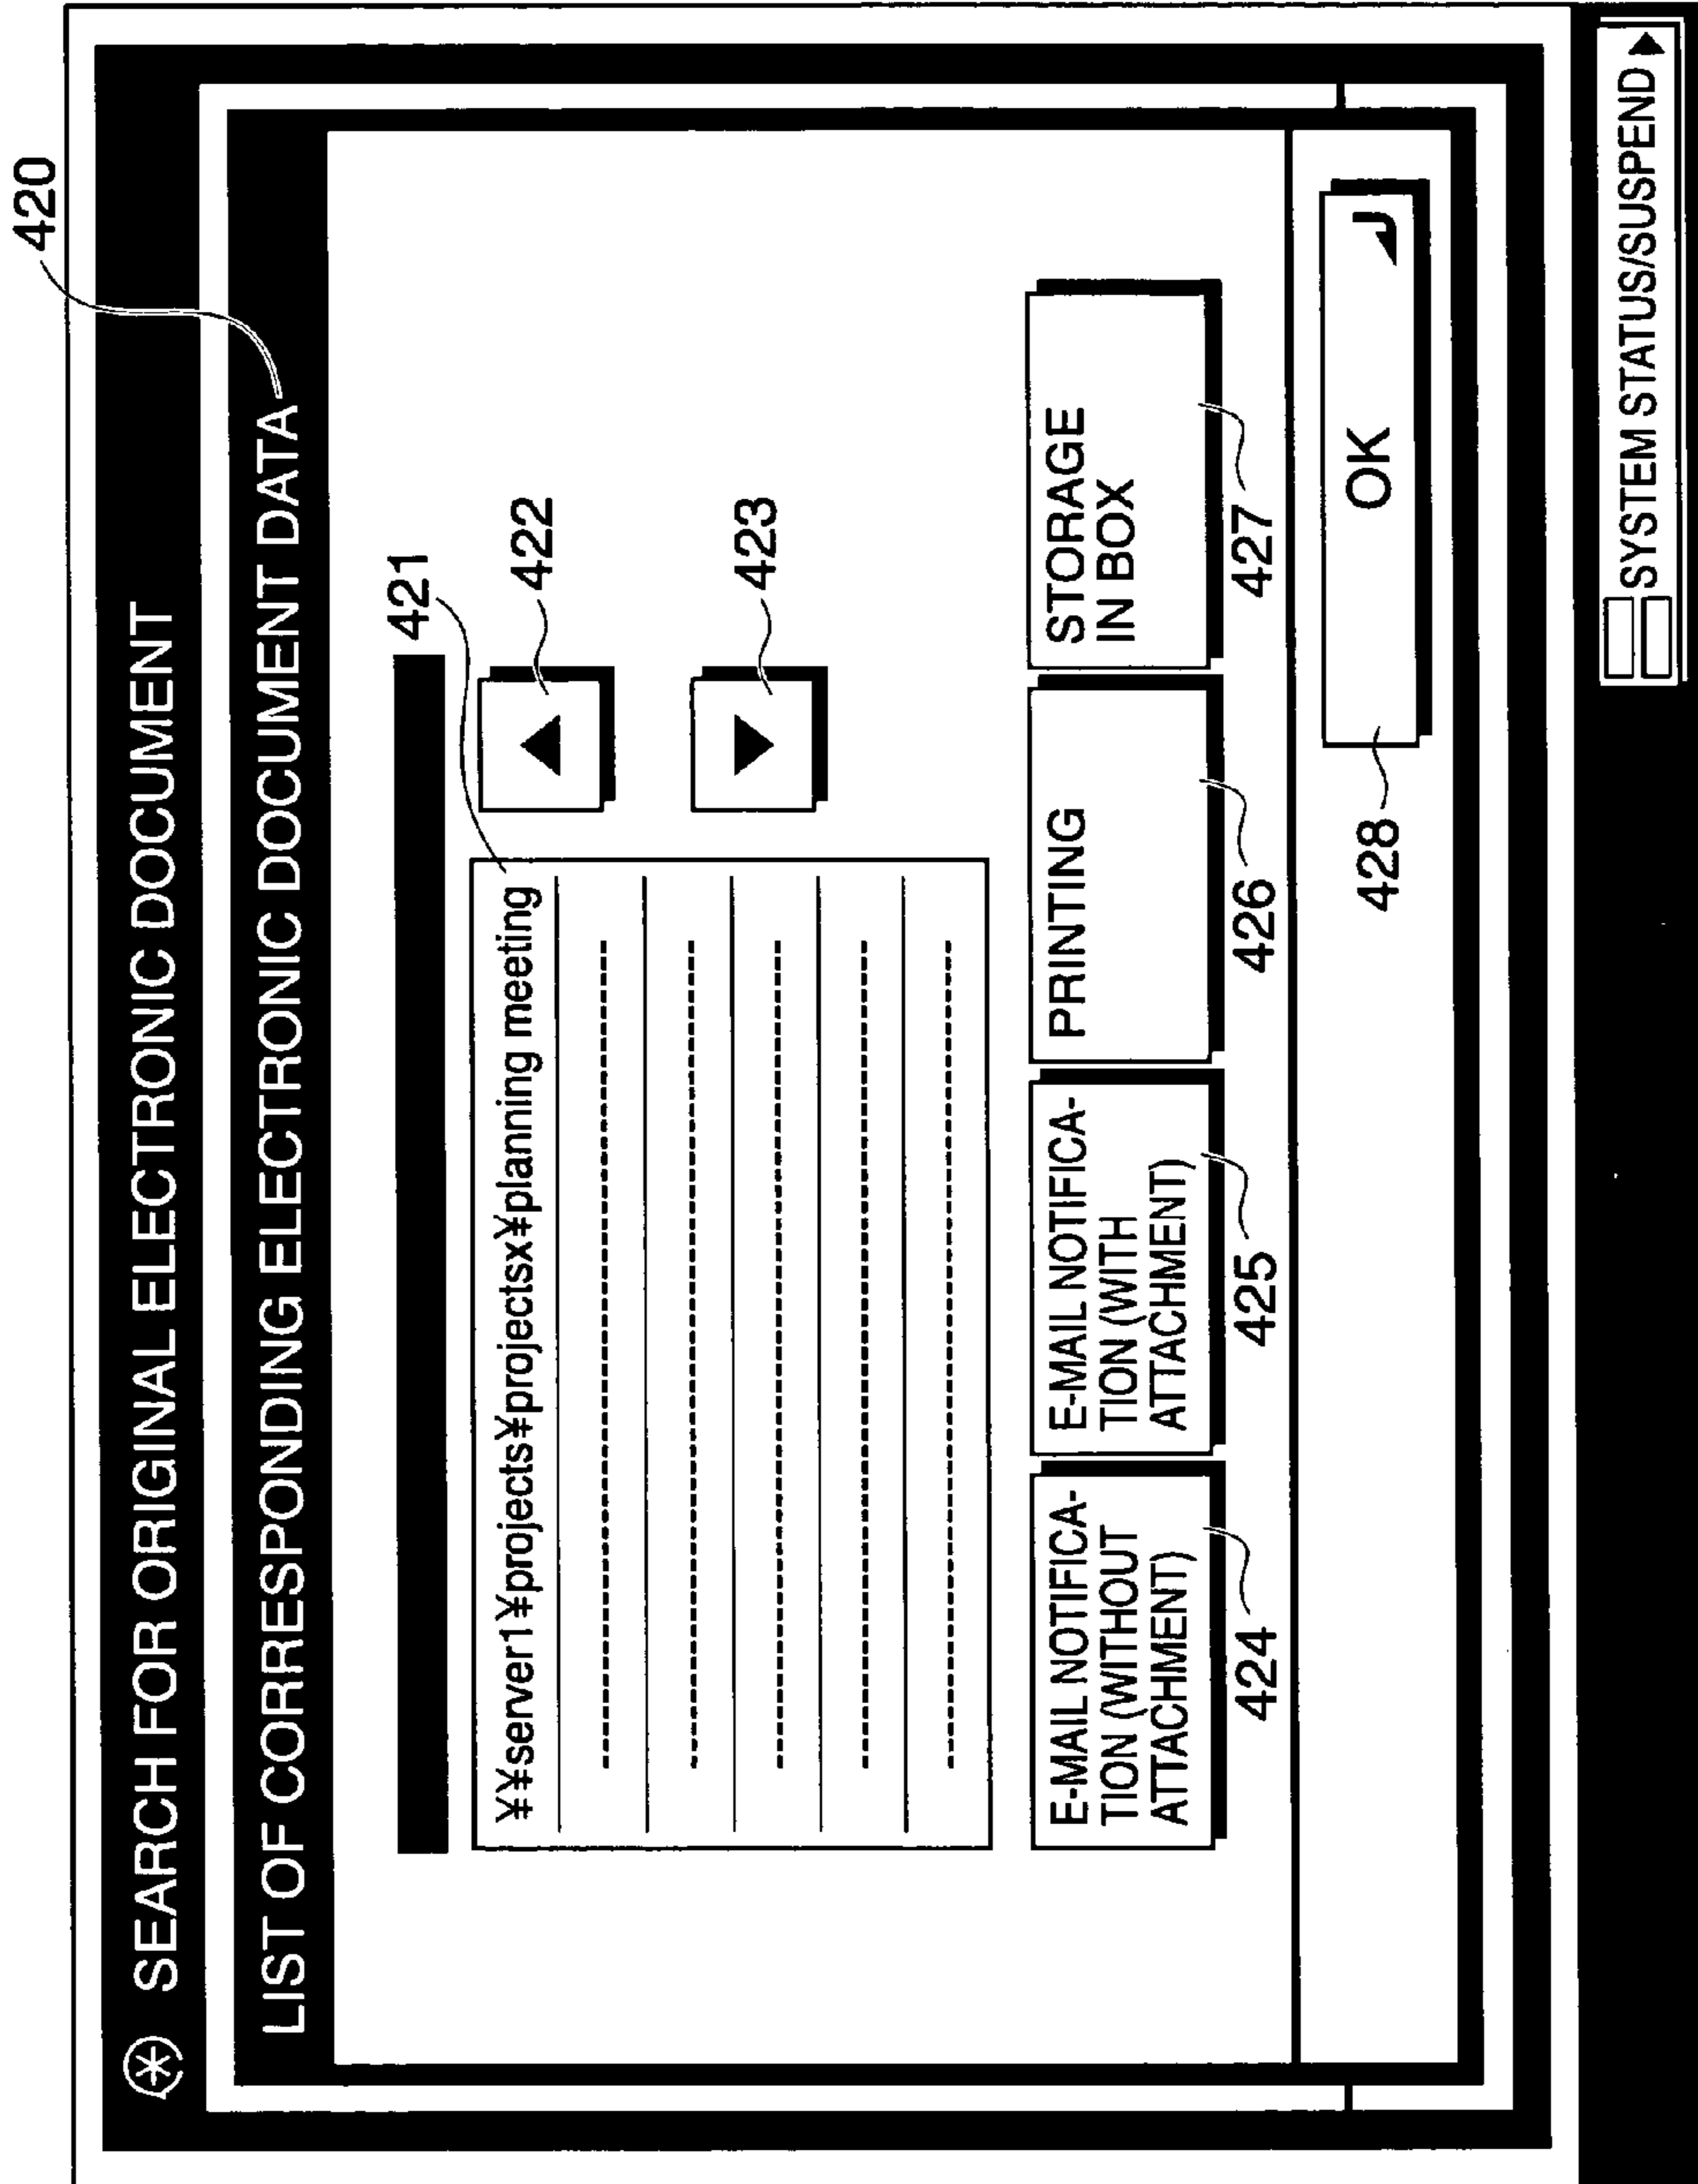 SEARCH FOR ORIGINAL ELECTRONIC DOCUMENT
420
LIST OF CORRESPONDING ELECTRONIC DOCUMENT DATA
421
¥¥server1¥projects¥projectsx¥planning meeting
422
423
E-MAIL NOTIFICA-
TION (WITHOUT
ATTACHMENT)
E-MAIL NOTIFICA-
TION (WITH
ATTACHMENT)
PRINTING
STORAGE
IN BOX
424
425
426
427
428
OK
SYSTEM STATUS/SUSPEND